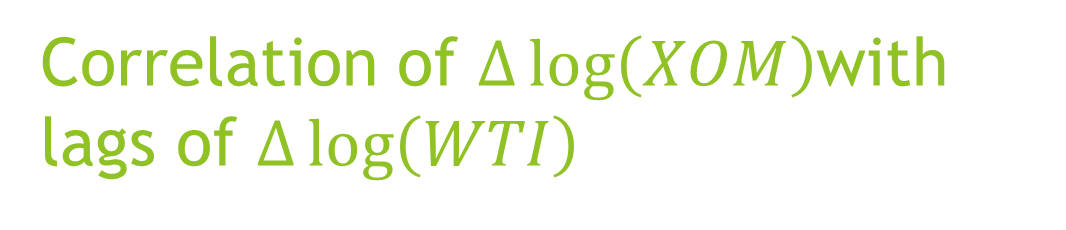 Correlation of Δ log(XOM)with
lags of Δ log(WTI)